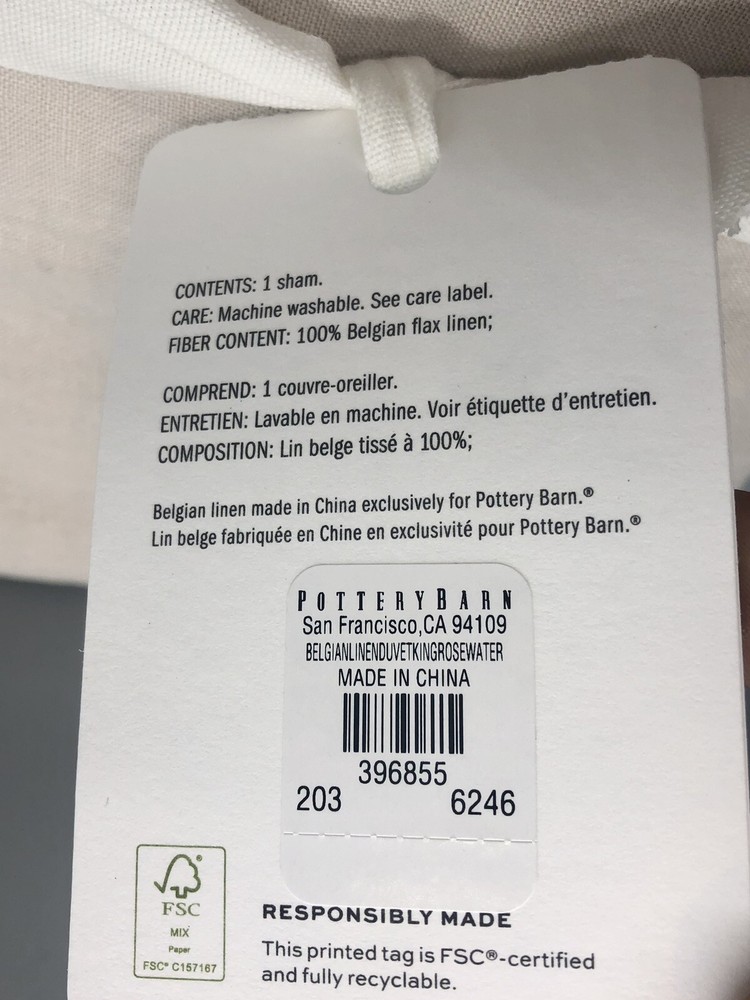 CONTENTS: 1 sham.
CARE: Machine washable. See care label.
FIBER CONTENT: 100% Belgian flax linen;
COMPREND: 1 couvre-oreiller.
ENTRETIEN: Lavable en machine. Voir étiquette d'entretien.
COMPOSITION: Lin belge tissé à 100%;
Belgian linen made in China exclusively for Pottery Barn.®
Lin belge fabriquée en Chine en exclusivité pour Pottery Barn.®
POTTERY BARN
San Francisco,CA 94109
BELGIANLINENDUVETKINGROSEWATER
MADE IN CHINA
396855
203 6246
FSC
MIX
Paper
FSC® C157167
RESPONSIBLY MADE
This printed tag is FSC®-certified
and fully recyclable.